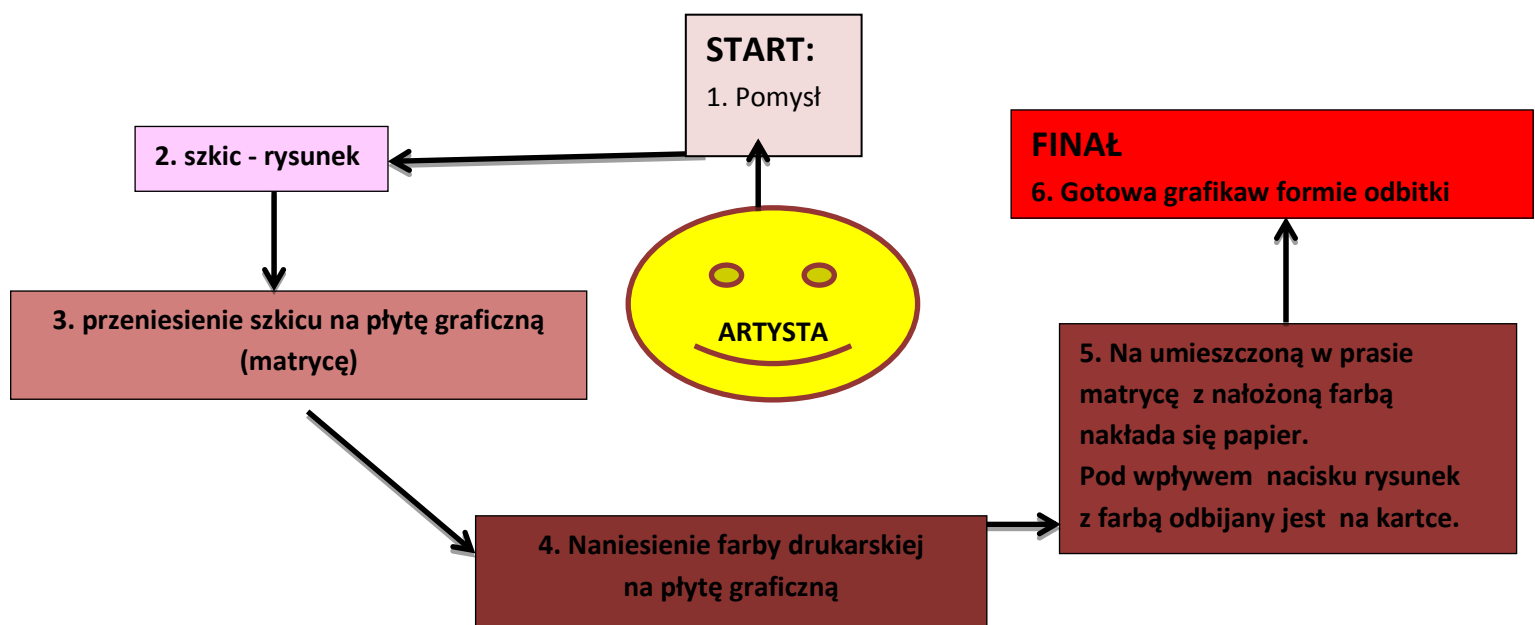 START:
1. Pomysł
2. szkic - rysunek
FINAŁ
6. Gotowa grafikaw formie odbitki
3. przeniesienie szkicu na płytę graficzną
(matrycę)
ARTYSTA
5. Na umieszczoną w prasie
matrycę z nałożoną farbą
nakłada się papier.
Pod wpływem nacisku rysunek
z farbą odbijany jest na kartce.
4. Naniesienie farby drukarskiej
na płytę graficzną